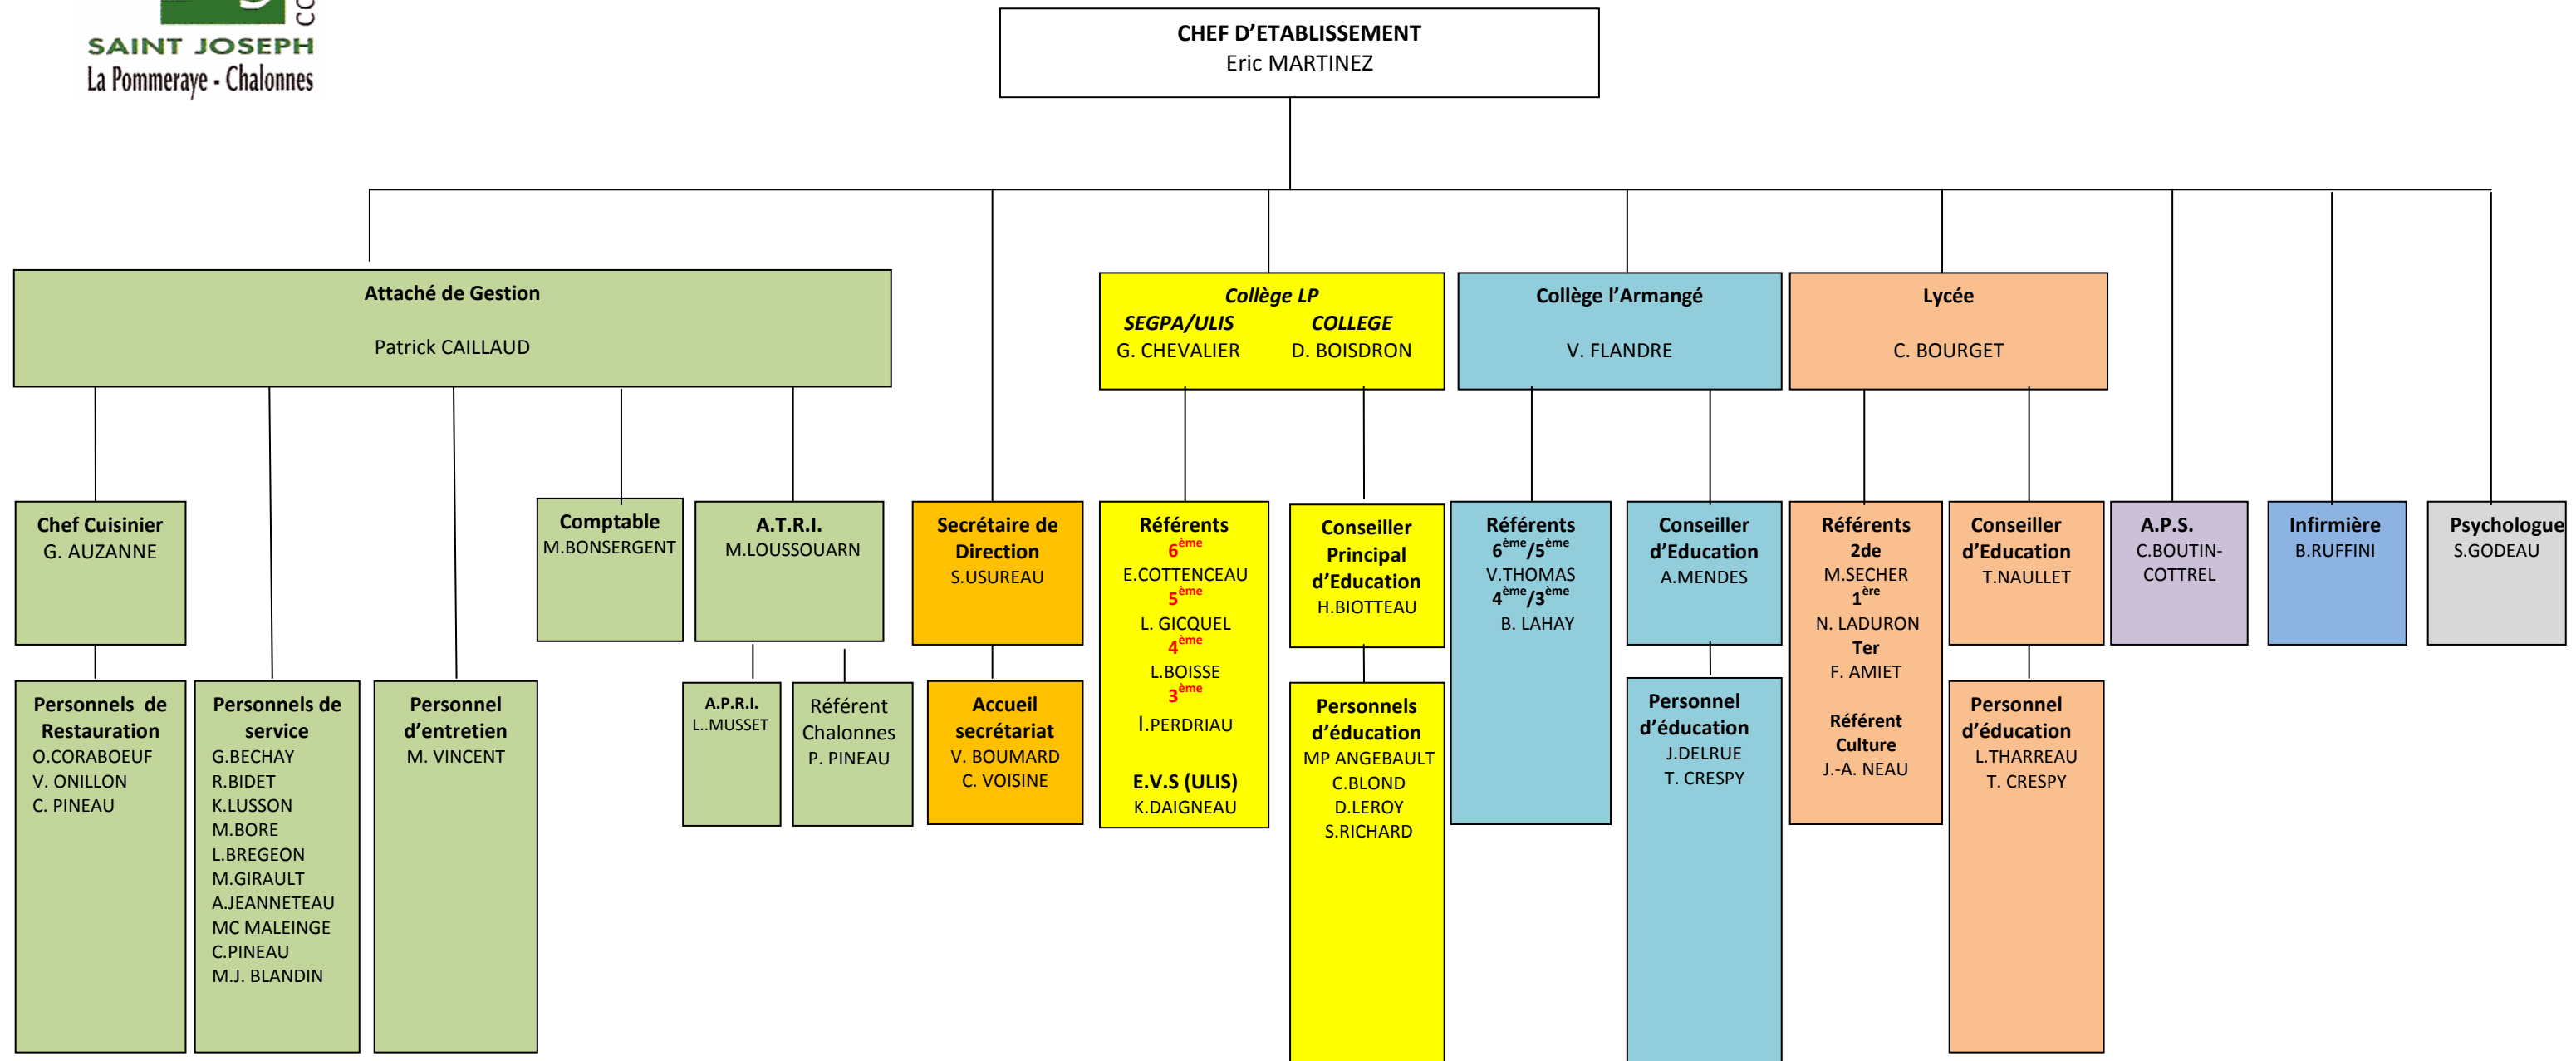 SAINT JOSEPH
La Pommeraye - Chalonnes
CHEF D’ETABLISSEMENT
Eric MARTINEZ
Attaché de Gestion
Patrick CAILLAUD
Collège LP
SEGPA/ULIS COLLEGE
G. CHEVALIER D. BOISDRON
Collège l’Armangé
V. FLANDRE
Lycée
C. BOURGET
Chef Cuisinier
G. AUZANNE
Comptable
M.BONSERGENT
A.T.R.I.
M.LOUSSOUARN
Secrétaire de
Direction
S.USUREAU
Référents
6ème
E.COTTENCEAU
5ème
L. GICQUEL
4ème
L.BOISSE
3ème
I.PERDRIAU
E.V.S (ULIS)
K.DAIGNEAU
Conseiller
Principal
d’Education
H.BIOTTEAU
Référents
6ème/5ème
V.THOMAS
4ème/3ème
B. LAHAY
Conseiller
d’Education
A.MENDES
Référents
2de
M.SECHER
1ère
N. LADURON
Ter
F. AMIET
Référent
Culture
J.-A. NEAU
Conseiller
d’Education
T.NAULLET
A.P.S.
C.BOUTIN-
COTTREL
Infirmière
B.RUFFINI
Psychologue
S.GODEAU
Personnels de
Restauration
O.CORABOEUF
V. ONILLON
C. PINEAU
Personnels de
service
G.BECHAY
R.BIDET
K.LUSSON
M.BORE
L.BREGEON
M.GIRAULT
A.JEANNETEAU
MC MALEINGE
C.PINEAU
M.J. BLANDIN
Personnel
d’entretien
M. VINCENT
A.P.R.I.
L..MUSSET
Référent
Chalonnes
P. PINEAU
Accueil
secrétariat
V. BOUMARD
C. VOISINE
Personnels
d’éducation
MP ANGEBAULT
C.BLOND
D.LEROY
S.RICHARD
Personnel
d’éducation
J.DELRUE
T. CRESPY
Personnel
d’éducation
L.THARREAU
T. CRESPY